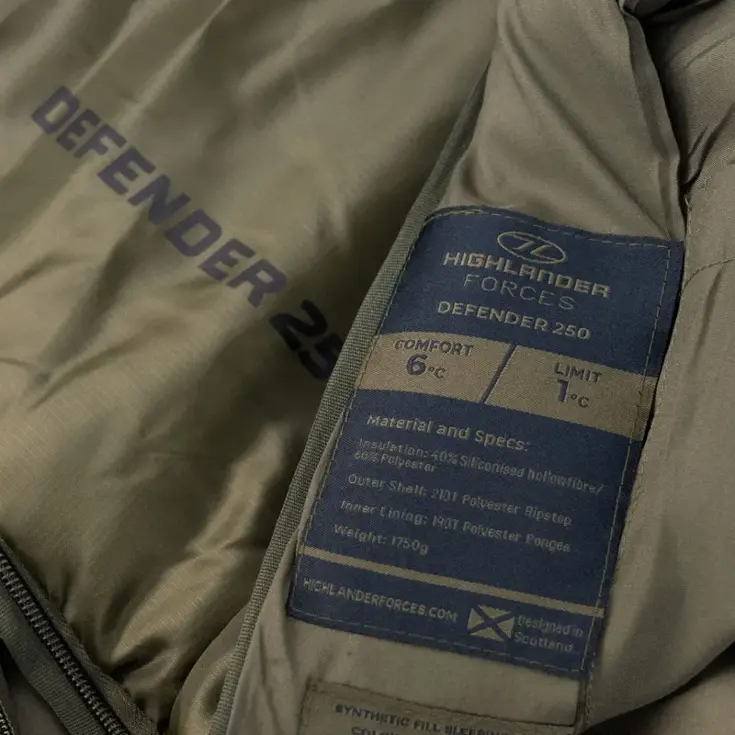 DEFENDER 25
HIGHLANDER
FORCES
DEFENDER 250
COMFORT
6°C
LIMIT
1°C
Material and Specs:
Insulation: 40% Siliconised hollowfibre/
60% Polyester
Outer Shell: 210T Polyester Ripstop
Inner Lining: 190T Polyester Pongee
Weight: 1750g
HIGHLANDERFORCES.COM
Designed in
Scotland
SYNTHETIC FILL SLEEPING